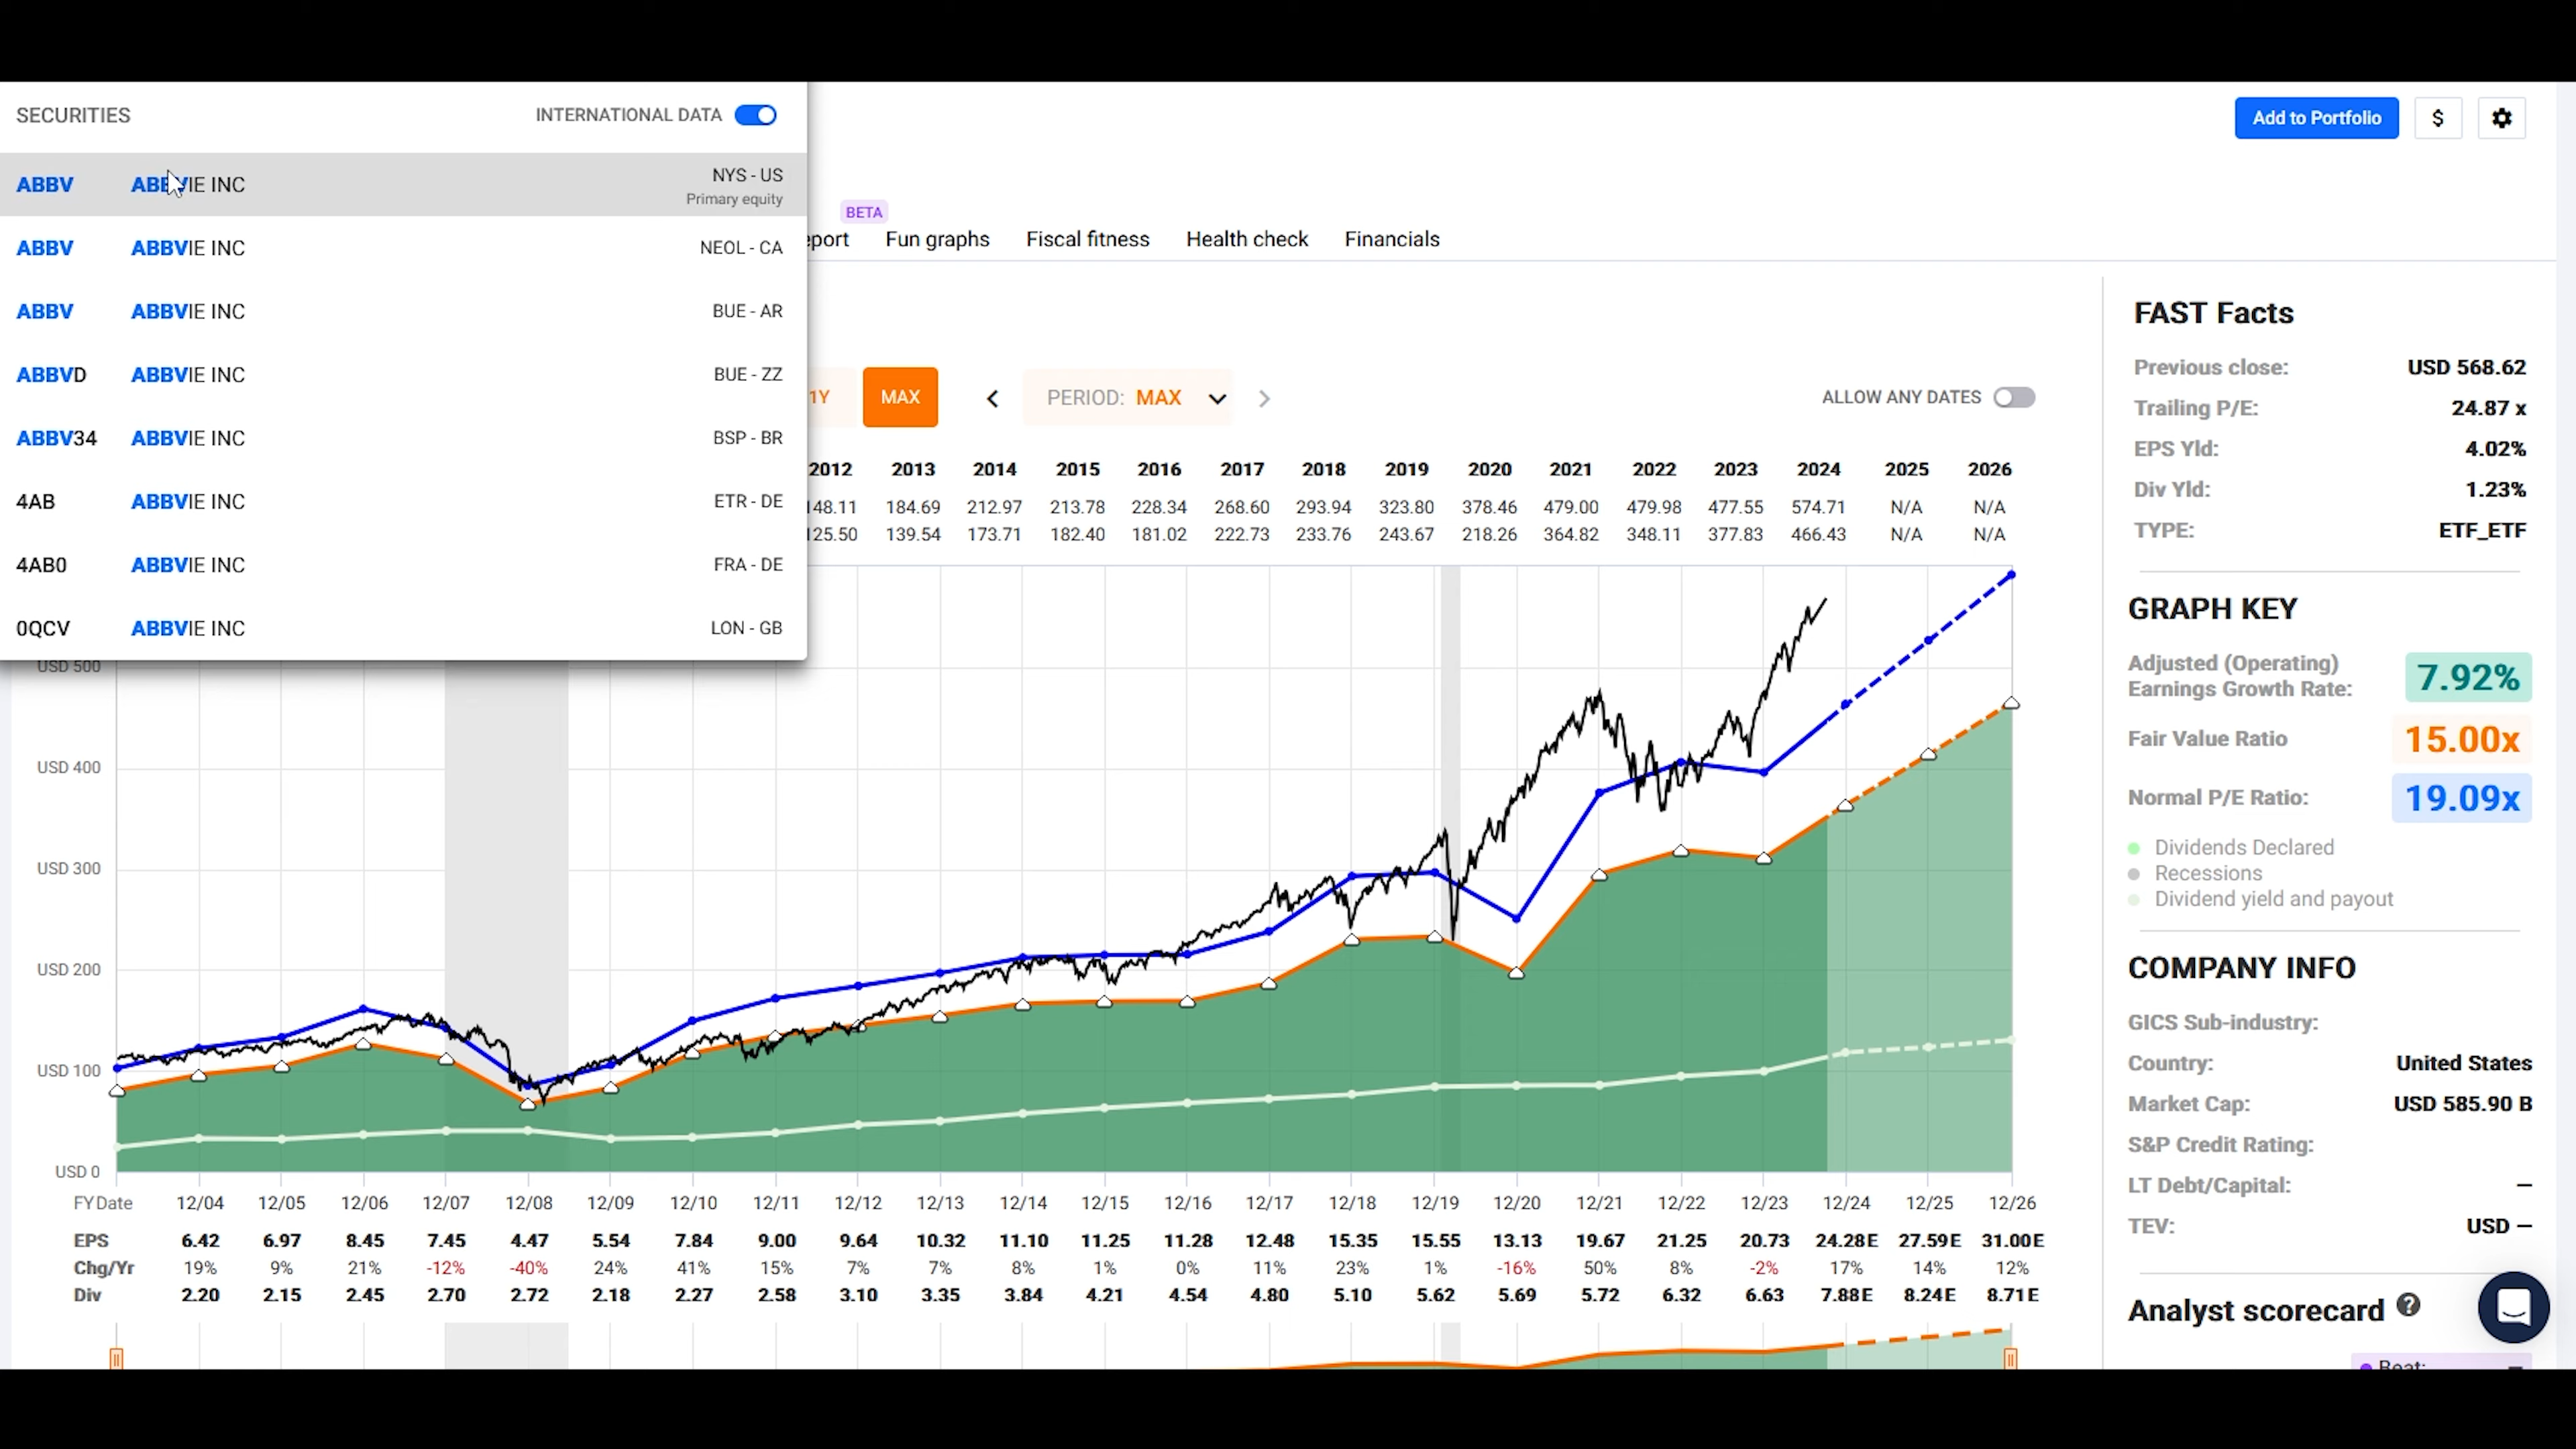 SECURITIES INTERNATIONAL DATA
ABBV ABBVIE INC NYS - US
Primary equity
ABBV ABBVIE INC NEOL - CA
ABBV ABBVIE INC BUE - AR
ABBVD ABBVIE INC BUE - ZZ
ABBV34 ABBVIE INC BSP - BR
4AB ABBVIE INC ETR - DE
4AB0 ABBVIE INC FRA - DE
0QCV ABBVIE INC LON - GB
Add to Portfolio $
BETA
eport Fun graphs Fiscal fitness Health check Financials
1Y MAX PERIOD: MAX ALLOW ANY DATES
2012 2013 2014 2015 2016 2017 2018 2019 2020 2021 2022 2023 2024 2025 2026
148.11 184.69 212.97 213.78 228.34 268.60 293.94 323.80 378.46 479.00 479.98 477.55 574.71 N/A N/A
125.50 139.54 173.71 182.40 181.02 222.73 233.76 243.67 218.26 364.82 348.11 377.83 466.43 N/A N/A
USD 500
USD 400
USD 300
USD 200
USD 100
USD 0
FY Date 12/04 12/05 12/06 12/07 12/08 12/09 12/10 12/11 12/12 12/13 12/14 12/15 12/16 12/17 12/18 12/19 12/20 12/21 12/22 12/23 12/24 12/25 12/26
EPS 6.42 6.97 8.45 7.45 4.47 5.54 7.84 9.00 9.64 10.32 11.10 11.25 11.28 12.48 15.35 15.55 13.13 19.67 21.25 20.73 24.28E 27.59E 31.00E
Chg/Yr 19% 9% 21% -12% -40% 24% 41% 15% 7% 7% 8% 1% 0% 11% 23% 1% -16% 50% 8% -2% 17% 14% 12%
Div 2.20 2.15 2.45 2.70 2.72 2.18 2.27 2.58 3.10 3.35 3.84 4.21 4.54 4.80 5.10 5.62 5.69 5.72 6.32 6.63 7.88E 8.24E 8.71E
FAST Facts
Previous close: USD 568.62
Trailing P/E: 24.87 x
EPS Yld: 4.02%
Div Yld: 1.23%
TYPE: ETF_ETF
GRAPH KEY
Adjusted (Operating)
Earnings Growth Rate: 7.92%
Fair Value Ratio 15.00x
Normal P/E Ratio: 19.09x
Dividends Declared
Recessions
Dividend yield and payout
COMPANY INFO
GICS Sub-industry:
Country: United States
Market Cap: USD 585.90 B
S&P Credit Rating:
LT Debt/Capital: —
TEV: USD —
Analyst scorecard ?
Beat: —